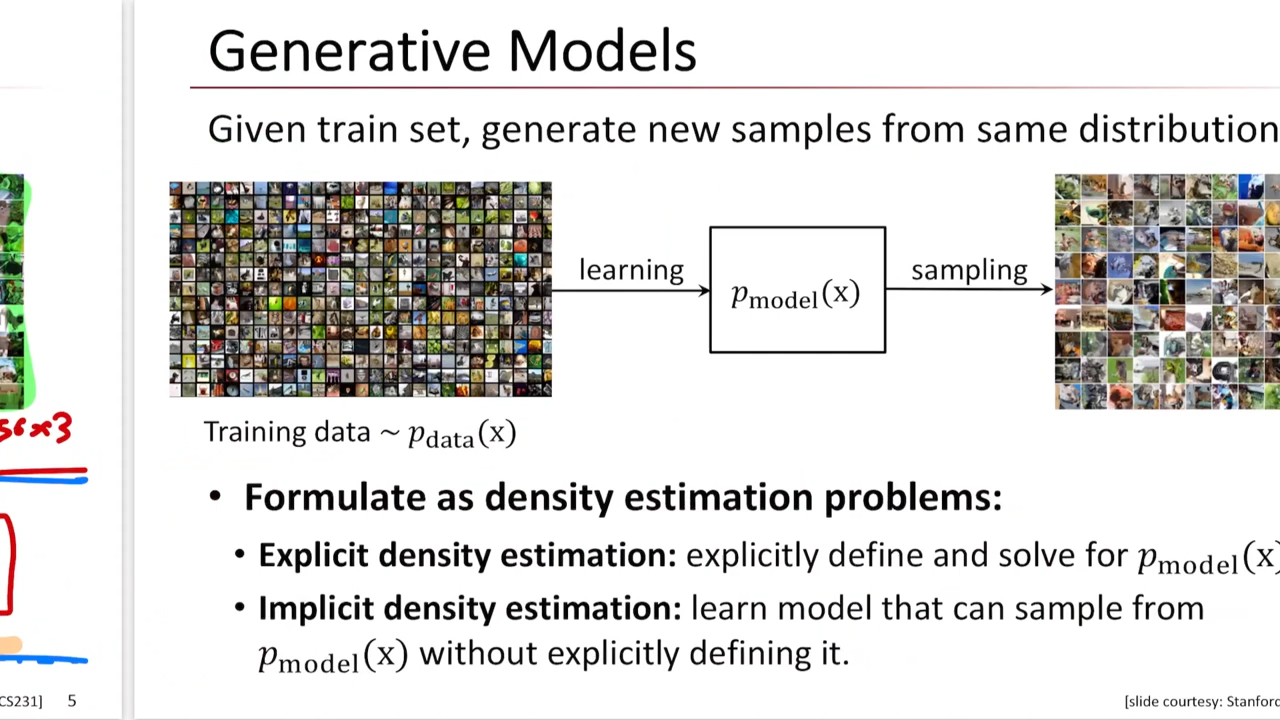 Generative Models
Given train set, generate new samples from same distribution
learning
p_model(x)
sampling
Training data ~ p_data(x)
• Formulate as density estimation problems:
• Explicit density estimation: explicitly define and solve for p_model(x)
• Implicit density estimation: learn model that can sample from
p_model(x) without explicitly defining it.
[slide courtesy: Stanford
56x3
CS231] 5